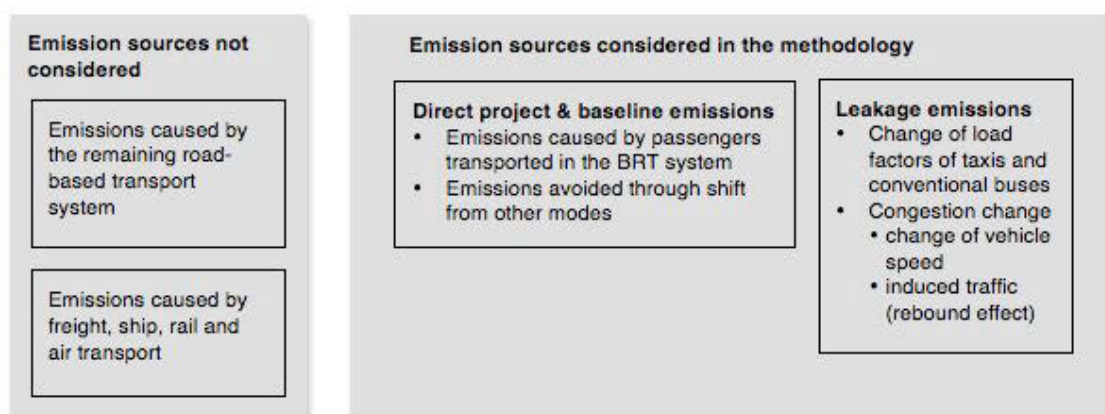 Emission sources not
considered
Emissions caused by
the remaining road-
based transport
system
Emissions caused by
freight, ship, rail and
air transport
Emission sources considered in the methodology
Direct project & baseline emissions
• Emissions caused by passengers
transported in the BRT system
• Emissions avoided through shift
from other modes
Leakage emissions
• Change of load
factors of taxis and
conventional buses
• Congestion change
• change of vehicle
speed
• induced traffic
(rebound effect)